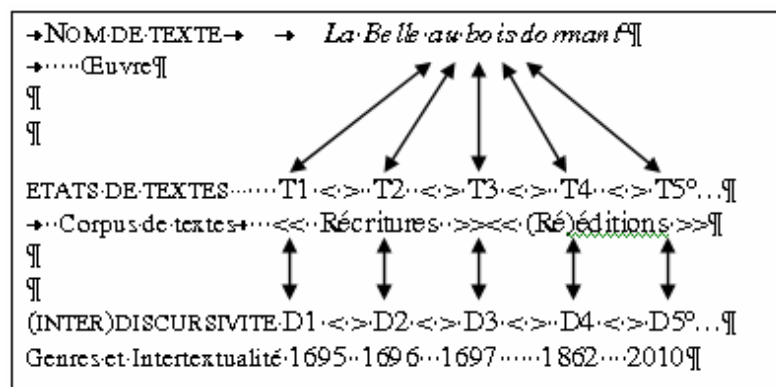 NOM DE TEXTE La Belle au bois dormant
Œuvre¶
¶
¶
ETATS DE TEXTES T1 <·> T2 <·> T3 <·> T4 <·> T5°...¶
Corpus de textes << Récritures >><< (Ré)éditions >>¶
¶
¶
(INTER)DISCURSIVITE D1 <·> D2 <·> D3 <·> D4 <·> D5°...¶
Genres et Intertextualité 1695 1696 1697 1862 2010¶